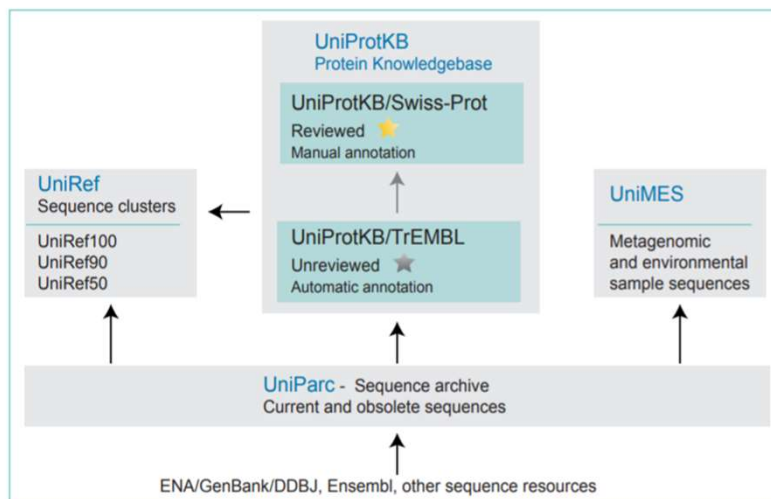 UniProtKB
Protein Knowledgebase
UniProtKB/Swiss-Prot
Reviewed
Manual annotation
UniRef
Sequence clusters
UniRef100
UniRef90
UniRef50
UniProtKB/TrEMBL
Unreviewed
Automatic annotation
UniMES
Metagenomic
and environmental
sample sequences
UniParc - Sequence archive
Current and obsolete sequences
ENA/GenBank/DDBJ, Ensembl, other sequence resources